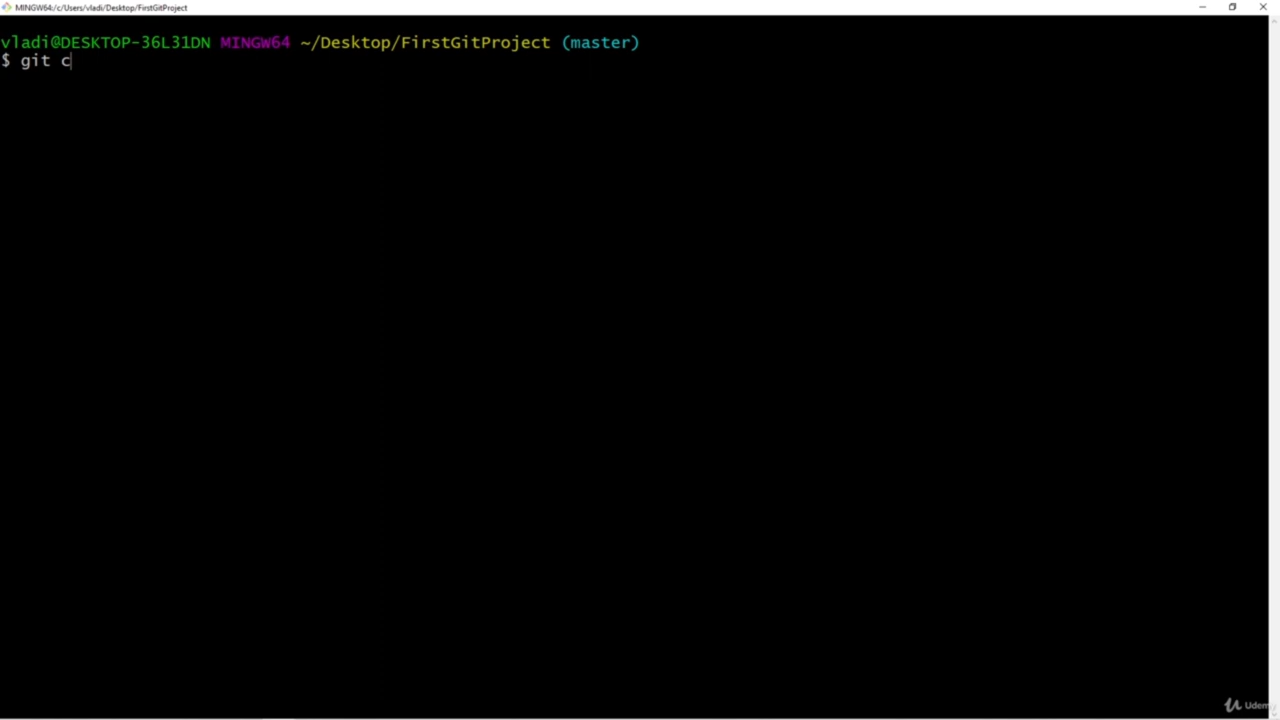 MINGW64:/c/Users/vladi/Desktop/FirstGitProject
vladi@DESKTOP-36L31DN MINGW64 ~/Desktop/FirstGitProject (master)
$ git c
Udemy